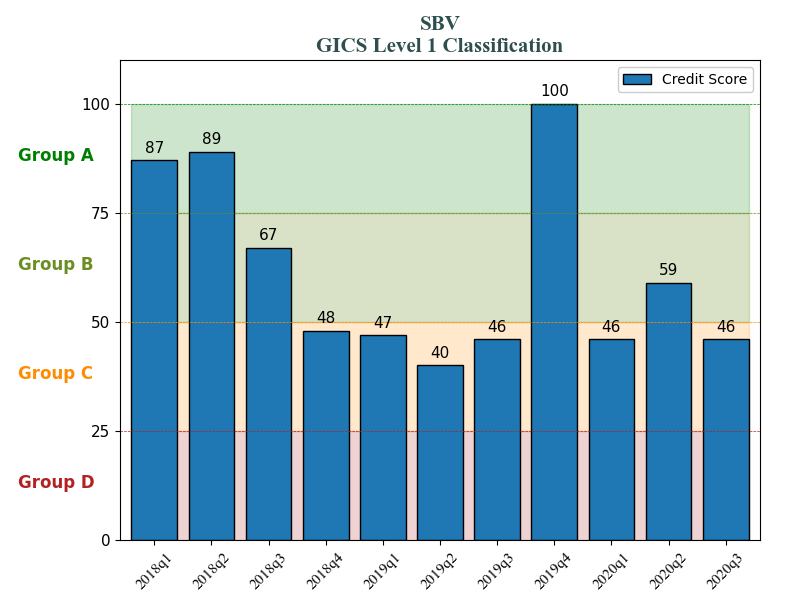 SBV
GICS Level 1 Classification
Credit Score
100
75
50
25
0
Group A
Group B
Group C
Group D
87
89
67
48
47
40
46
100
46
59
46
2018q1
2018q2
2018q3
2018q4
2019q1
2019q2
2019q3
2019q4
2020q1
2020q2
2020q3